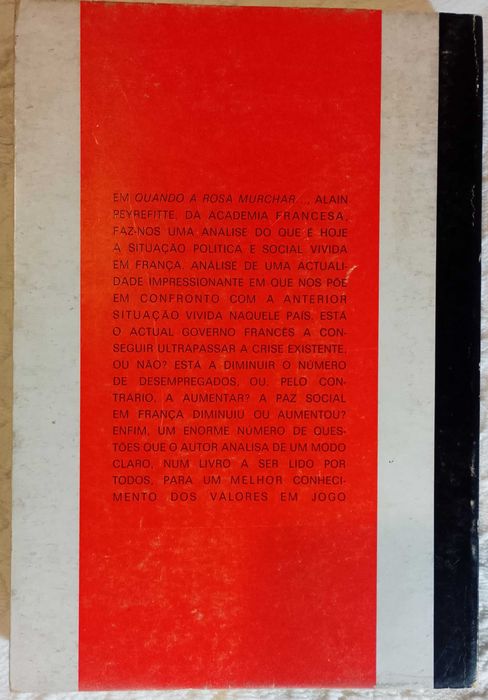 EM QUANDO A ROSA MURCHAR..., ALAIN
PEYREFITTE, DA ACADEMIA FRANCESA,
FAZ-NOS UMA ANÁLISE DO QUE É HOJE
A SITUAÇÃO POLÍTICA E SOCIAL VIVIDA
EM FRANÇA. ANÁLISE DE UMA ACTUALI-
DADE IMPRESSIONANTE EM QUE NOS PÕE
EM CONFRONTO COM A ANTERIOR
SITUAÇÃO VIVIDA NAQUELE PAÍS. ESTÁ
O ACTUAL GOVERNO FRANCÊS A CON-
SEGUIR ULTRAPASSAR A CRISE EXISTENTE,
OU NÃO? ESTÁ A DIMINUIR O NÚMERO
DE DESEMPREGADOS, OU, PELO CON-
TRÁRIO, A AUMENTAR? A PAZ SOCIAL
EM FRANÇA DIMINUIU OU AUMENTOU?
ENFIM, UM ENORME NÚMERO DE QUES-
TÕES QUE O AUTOR ANALISA DE UM MODO
CLARO, NUM LIVRO A SER LIDO POR
TODOS, PARA UM MELHOR CONHECI-
MENTO DOS VALORES EM JOGO